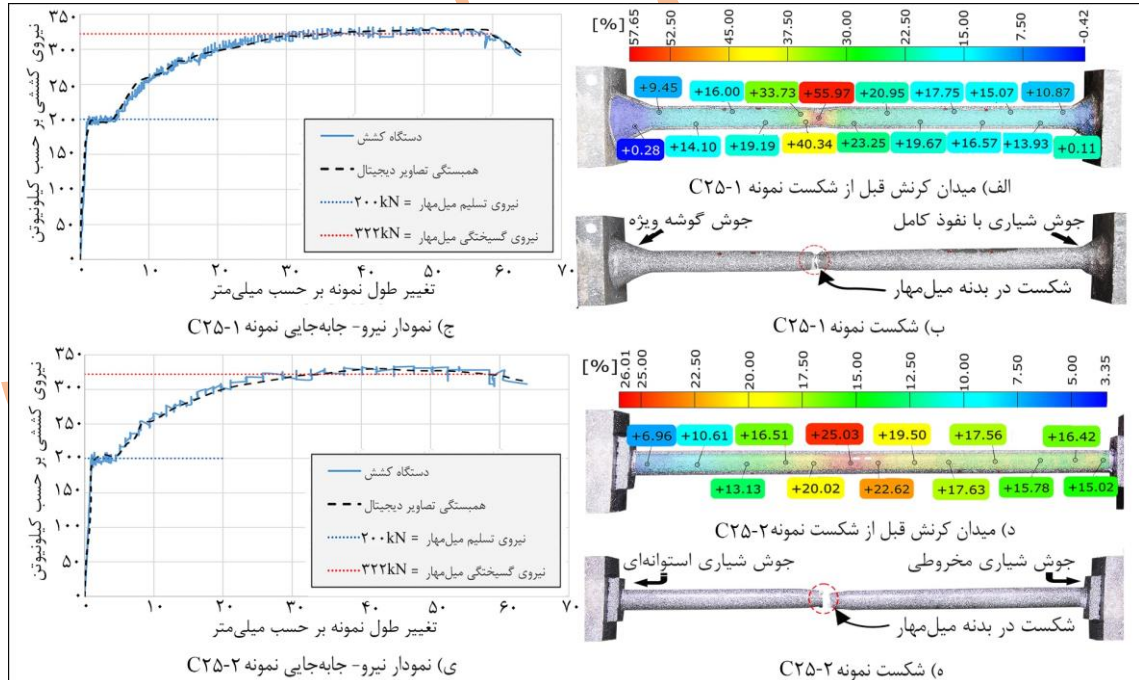 نیروی کششی بر حسب کیلونیوتن
۳۵۰
۳۰۰
۲۵۰
۲۰۰
۱۵۰
۱۰۰
۵۰
۰
۰ ۱۰ ۲۰ ۳۰ ۴۰ ۵۰ ۶۰ ۷۰
دستگاه کشش
همبستگی تصاویر دیجیتال
نیروی تسلیم میل‌مهار = ۲۰۰kN
نیروی گسیختگی میل‌مهار = ۳۲۲kN
تغییر طول نمونه بر حسب میلی‌متر
ج) نمودار نیرو- جابه‌جایی نمونه C۲۵-۱
[%]
57.65 52.50 45.00 37.50 30.00 22.50 15.00 7.50 -0.42
+9.45 +16.00 +33.73 +55.97 +20.95 +17.75 +15.07 +10.87
+0.28 +14.10 +19.19 +40.34 +23.25 +19.67 +16.57 +13.93 +0.11
الف) میدان کرنش قبل از شکست نمونه C۲۵-۱
جوش گوشه ویژه
جوش شیاری با نفوذ کامل
شکست در بدنه میل‌مهار
ب) شکست نمونه C۲۵-۱
نیروی کششی بر حسب کیلونیوتن
۳۵۰
۳۰۰
۲۵۰
۲۰۰
۱۵۰
۱۰۰
۵۰
۰
۰ ۱۰ ۲۰ ۳۰ ۴۰ ۵۰ ۶۰ ۷۰
دستگاه کشش
همبستگی تصاویر دیجیتال
نیروی تسلیم میل‌مهار = ۲۰۰kN
نیروی گسیختگی میل‌مهار = ۳۲۲kN
تغییر طول نمونه بر حسب میلی‌متر
ی) نمودار نیرو- جابه‌جایی نمونه C۲۵-۲
[%]
26.01 25.00 20.00 17.50 15.00 12.50 10.00 7.50 5.00 3.35
+6.96 +10.61 +16.51 +25.03 +19.50 +17.56 +16.42
+13.13 +20.02 +22.62 +17.63 +15.78 +15.02
د) میدان کرنش قبل از شکست نمونه C۲۵-۲
جوش شیاری استوانه‌ای
جوش شیاری مخروطی
شکست در بدنه میل‌مهار
ه) شکست نمونه C۲۵-۲